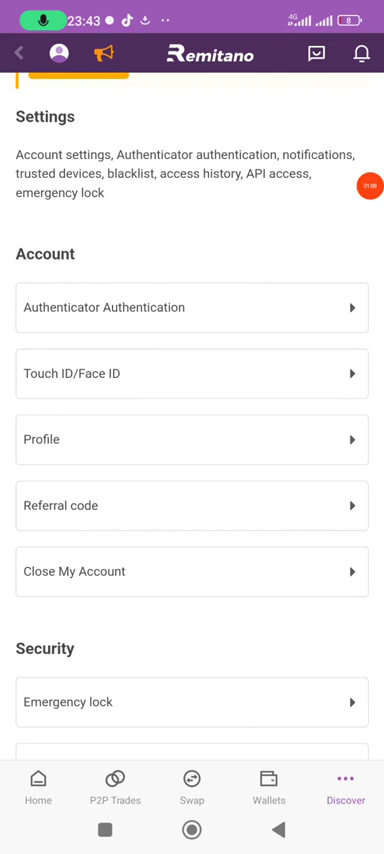 23:43
4G
8
Remitano
Settings
Account settings, Authenticator authentication, notifications,
trusted devices, blacklist, access history, API access,
emergency lock
01:09
Account
Authenticator Authentication
Touch ID/Face ID
Profile
Referral code
Close My Account
Security
Emergency lock
Home
P2P Trades
Swap
Wallets
Discover